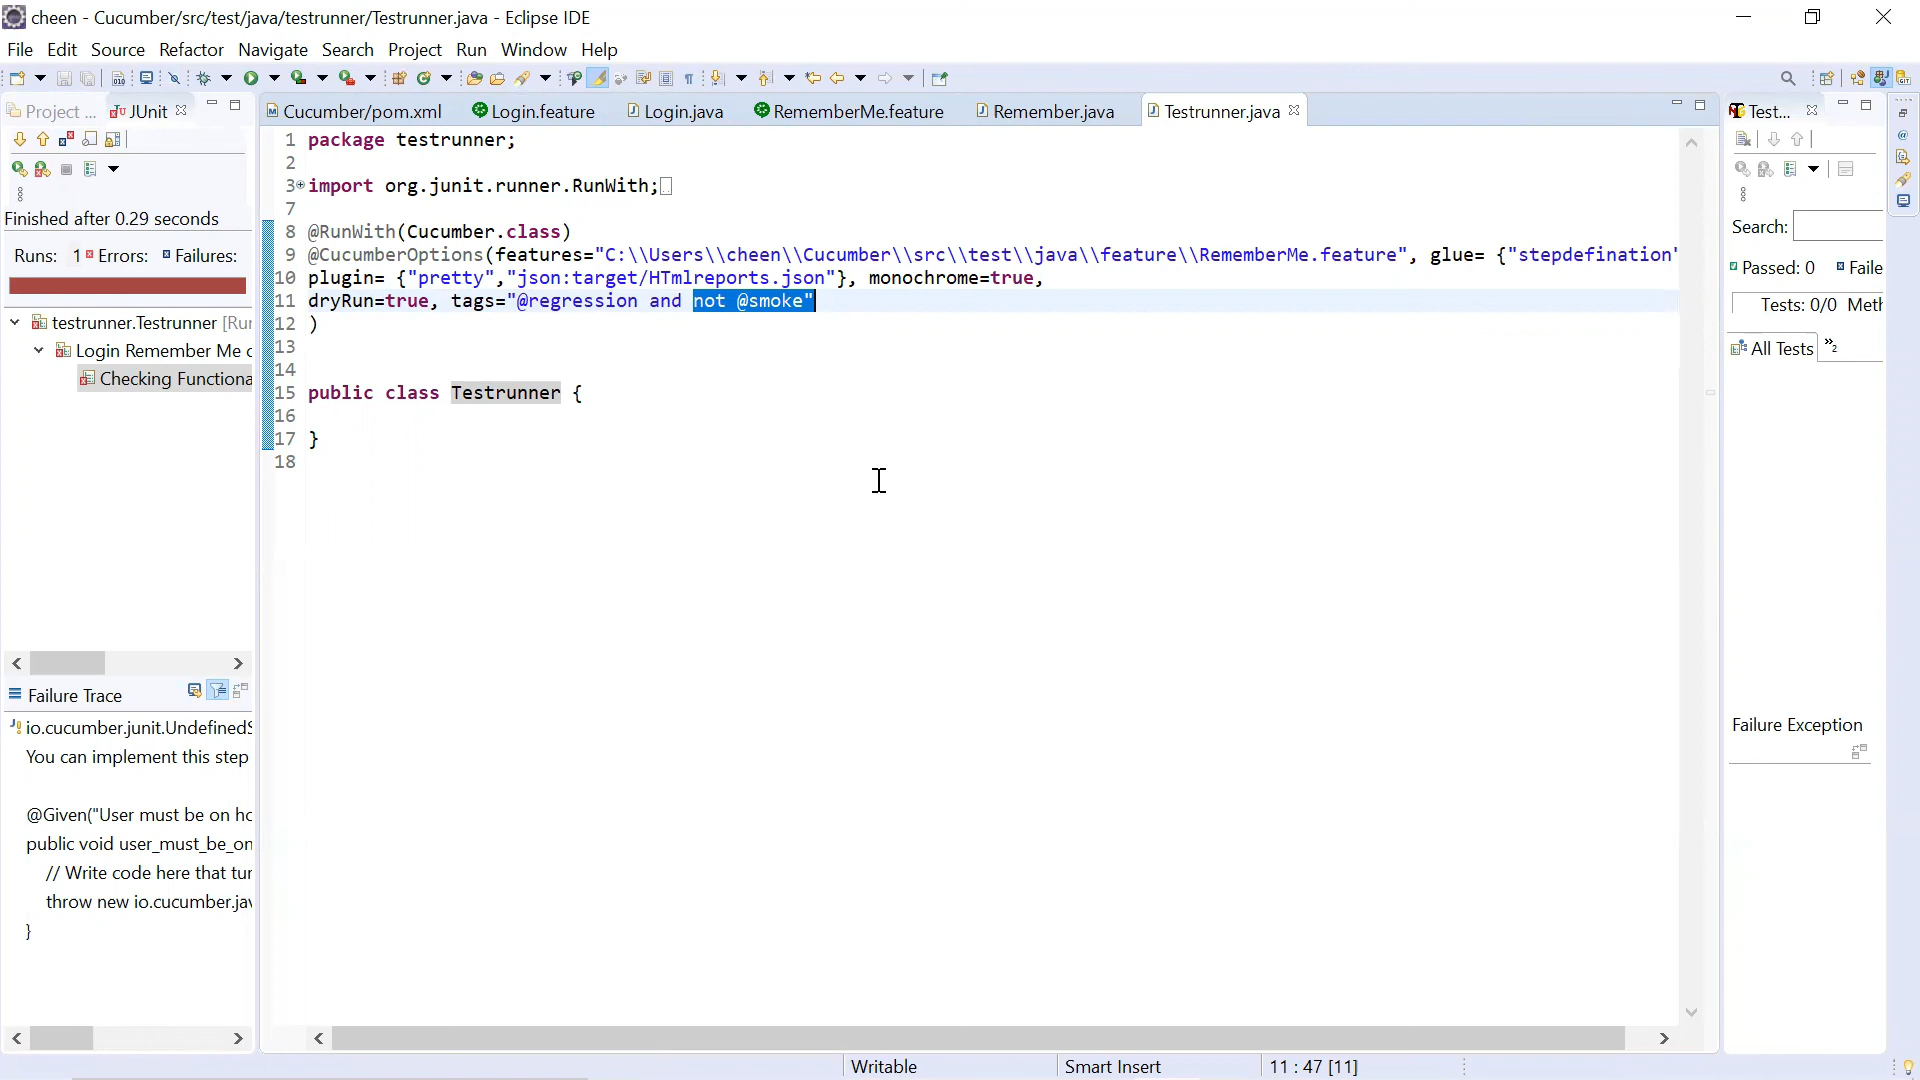 cheen - Cucumber/src/test/java/testrunner/Testrunner.java - Eclipse IDE
File Edit Source Refactor Navigate Search Project Run Window Help
Project ... JUnit
Cucumber/pom.xml Login.feature Login.java RememberMe.feature Remember.java Testrunner.java
Test...
Finished after 0.29 seconds
Runs: 1 Errors: Failures:
testrunner.Testrunner [Rur
Login Remember Me c
Checking Functiona
Failure Trace
io.cucumber.junit.UndefinedS
You can implement this step
@Given("User must be on ho
public void user_must_be_on
// Write code here that tur
throw new io.cucumber.jav
}
1 package testrunner;
2
3 import org.junit.runner.RunWith;
7
8 @RunWith(Cucumber.class)
9 @CucumberOptions(features="C:\\Users\\cheen\\Cucumber\\src\\test\\java\\feature\\RememberMe.feature", glue= {"stepdefination"
10 plugin= {"pretty","json:target/HTmlreports.json"}, monochrome=true,
11 dryRun=true, tags="@regression and not @smoke"
12 )
13
14
15 public class Testrunner {
16
17 }
18
Search:
Passed: 0 Faile
Tests: 0/0 Meth
All Tests »2
Failure Exception
Writable Smart Insert 11 : 47 [11]